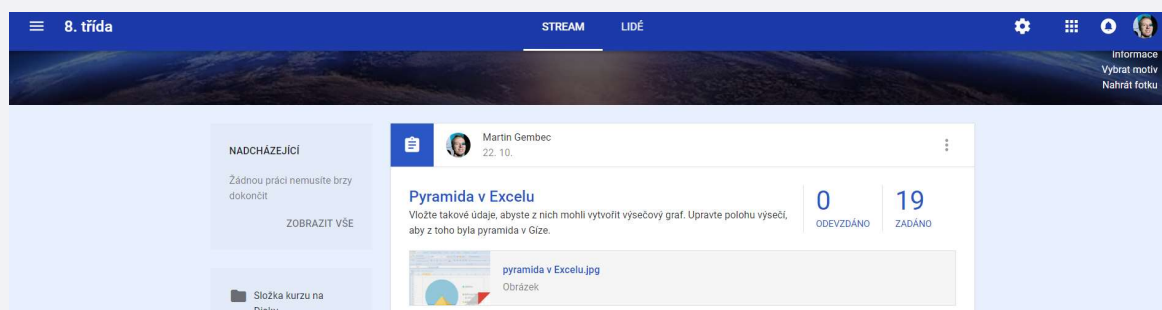 8. třída
STREAM
LIDÉ
Informace
Vybrat motiv
Nahrát fotku
NADCHÁZEJÍCÍ
Žádnou práci nemusíte brzy
dokončit
ZOBRAZIT VŠE
Složka kurzu na
Disku
Martin Gembec
22. 10.
Pyramida v Excelu
Vložte takové údaje, abyste z nich mohli vytvořit výsečový graf. Upravte polohu výsečí,
aby z toho byla pyramida v Gíze.
0
ODEVZDÁNO
19
ZADÁNO
pyramida v Excelu.jpg
Obrázek